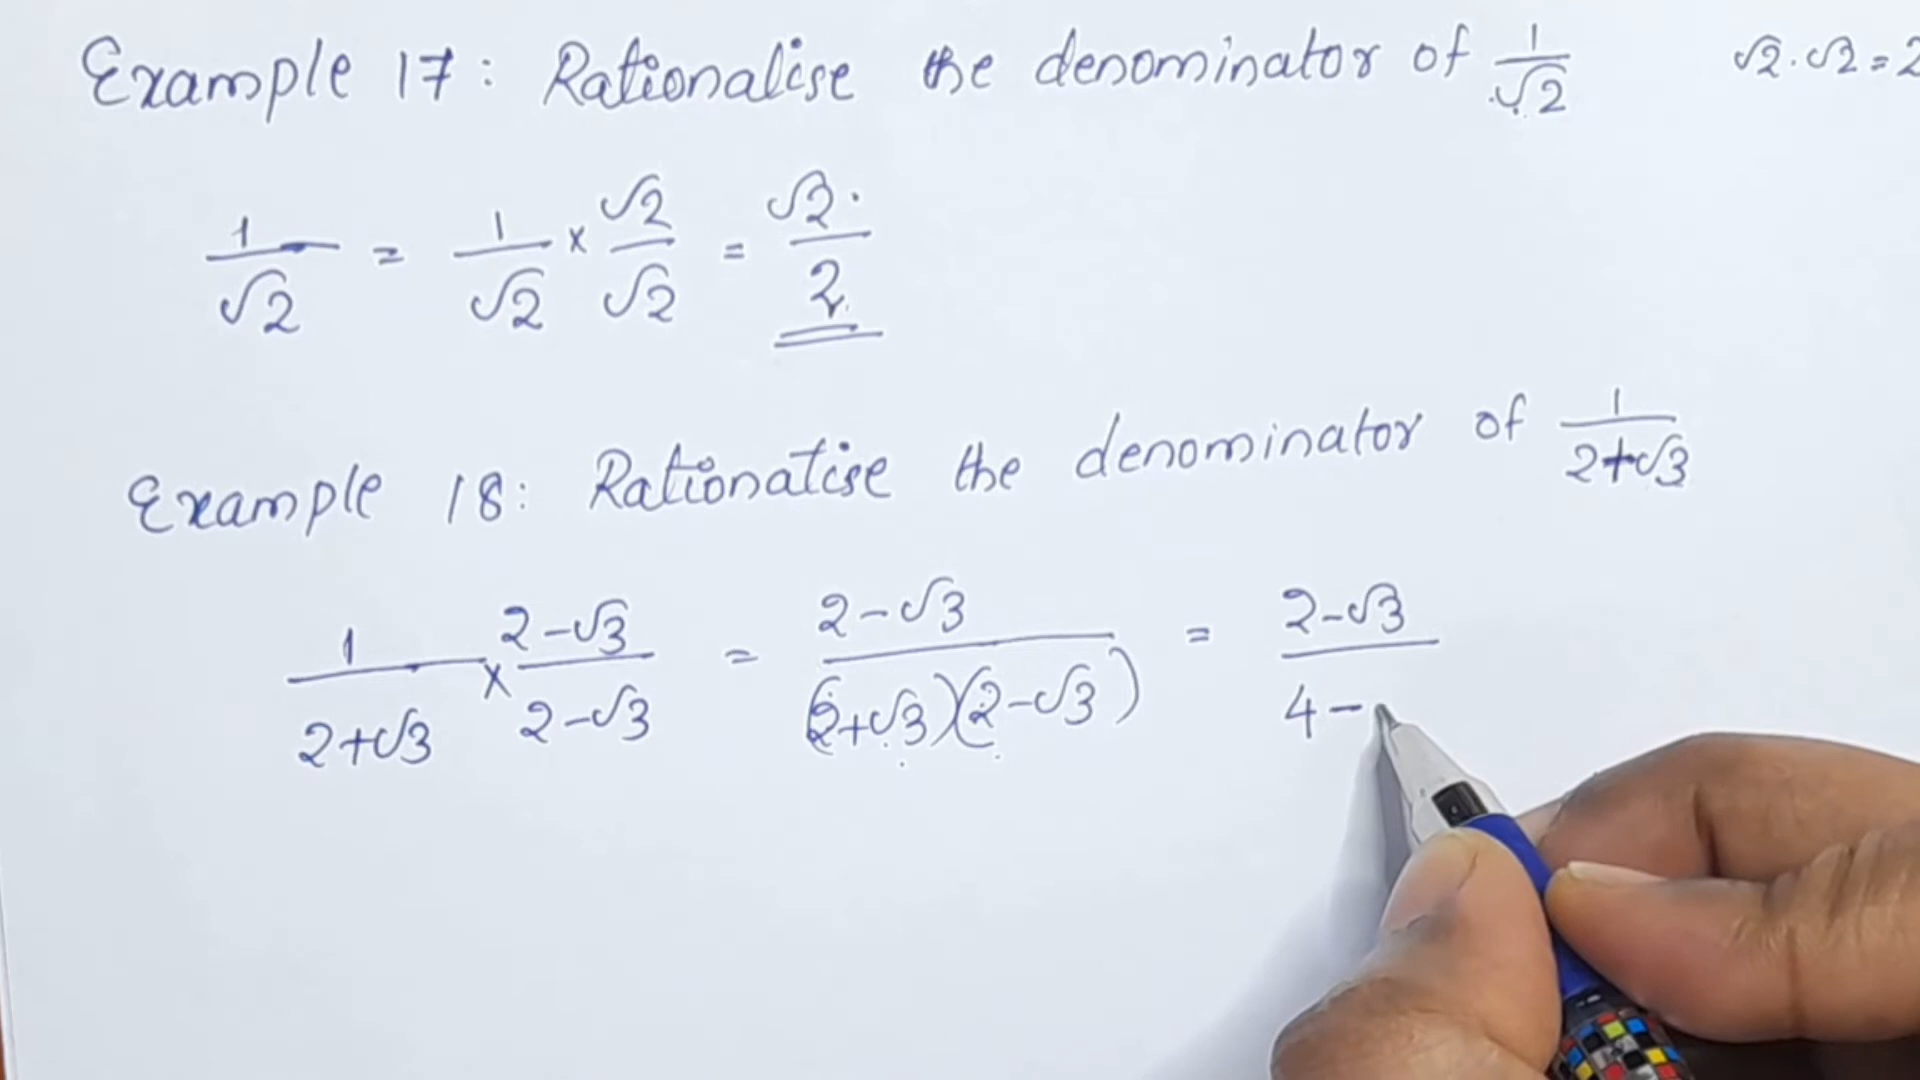 Example 17: Rationalise the denominator of 1/√2 √2.√2=2
1/√2 = 1/√2 × √2/√2 = √2/2
Example 18: Rationatise the denominator of 1/2+√3
1/2+√3 × 2-√3/2-√3 = 2-√3/(2+√3)(2-√3) = 2-√3/4-